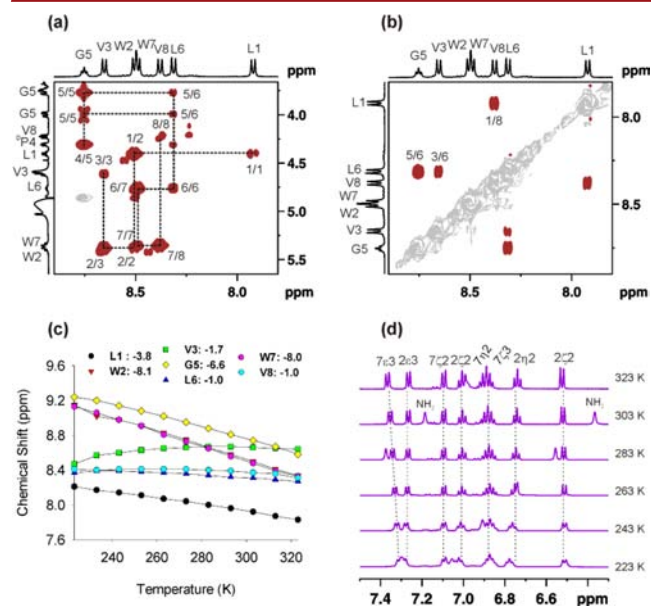 (a)
G5 V3 W2 W7 V8 L6 L1
ppm
G5
G5
V8
ᴰP4
L1
V3
L6
W7
W2
4.0
4.5
5.0
5.5
5/5 5/6
5/5 5/6
4/5 8/8
1/2 1/1
3/3
6/7 6/6
7/7
2/3 2/2 7/8
8.5 8.0 ppm
(b)
G5 V3 W2 W7 V8 L6 L1
ppm
L1
L6
V8
W7
W2
V3
G5
8.0
8.5
1/8
5/6 3/6
8.5 8.0 ppm
(c)
L1: -3.8 V3: -1.7 W7: -8.0
W2: -8.1 G5: -6.6 V8: -1.0
L6: -1.0
Chemical Shift (ppm)
9.6
9.2
8.8
8.4
8.0
7.6
240 260 280 300 320
Temperature (K)
(d)
7ε3 2ε3 7ζ2 2ζ2 7η2 7ζ3 2η2 2ζ2
323 K
NH
303 K
283 K
263 K
243 K
223 K
7.4 7.1 6.8 6.6 ppm